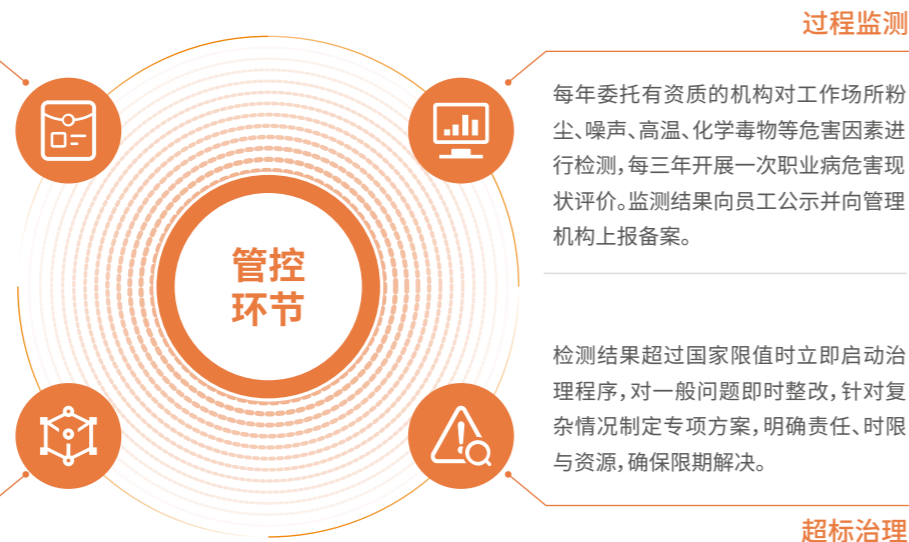 过程监测
每年委托有资质的机构对工作场所粉
尘、噪声、高温、化学毒物等危害因素进
行检测,每三年开展一次职业病危害现
状评价。监测结果向员工公示并向管理
机构上报备案。
管控
环节
检测结果超过国家限值时立即启动治
理程序,对一般问题即时整改,针对复
杂情况制定专项方案,明确责任、时限
与资源,确保限期解决。
超标治理